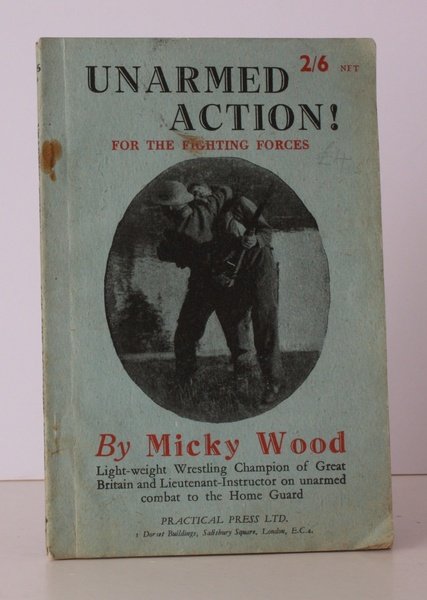 2/6 NET
UNARMED
ACTION!
FOR THE FIGHTING FORCES
By Micky Wood
Light-weight Wrestling Champion of Great
Britain and Lieutenant-Instructor on unarmed
combat to the Home Guard
PRACTICAL PRESS LTD.
1 Dorset Buildings, Salisbury Square, London, E.C.4.